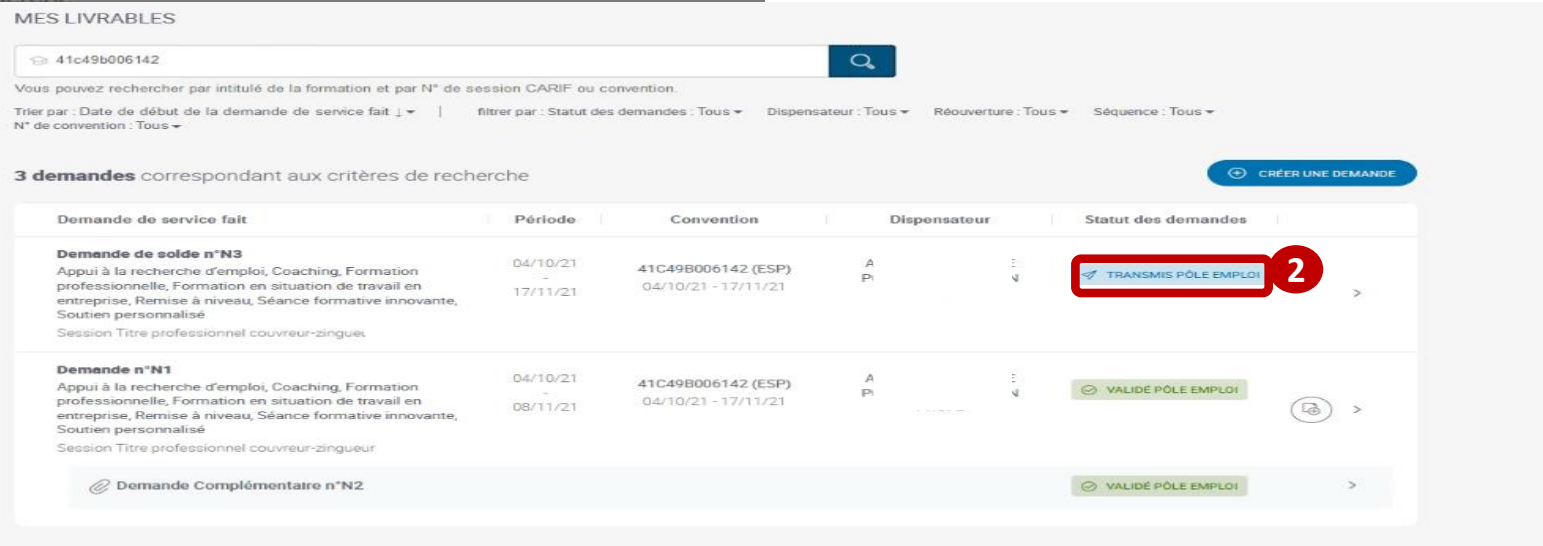 MES LIVRABLES
41c49b006142
Vous pouvez rechercher par intitulé de la formation et par N° de session CARIF ou convention.
Trier par : Date de début de la demande de service fait ↓ | filtrer par : Statut des demandes : Tous Dispensateur : Tous Réouverture : Tous Séquence : Tous
N° de convention : Tous
3 demandes correspondant aux critères de recherche
CRÉER UNE DEMANDE
Demande de service fait Période Convention Dispensateur Statut des demandes
Demande de solde n°N3
Appui à la recherche d'emploi, Coaching, Formation
professionnelle, Formation en situation de travail en
entreprise, Remise à niveau, Séance formative innovante,
Soutien personnalisé
Session Titre professionnel couvreur-zingueu
04/10/21
-
17/11/21
41C49B006142 (ESP)
04/10/21 - 17/11/21
TRANSMIS PÔLE EMPLOI
2
Demande n°N1
Appui à la recherche d'emploi, Coaching, Formation
professionnelle, Formation en situation de travail en
entreprise, Remise à niveau, Séance formative innovante,
Soutien personnalisé
Session Titre professionnel couvreur-zingueur
04/10/21
-
08/11/21
41C49B006142 (ESP)
04/10/21 - 17/11/21
VALIDÉ PÔLE EMPLOI
Demande Complémentaire n°N2
VALIDÉ PÔLE EMPLOI